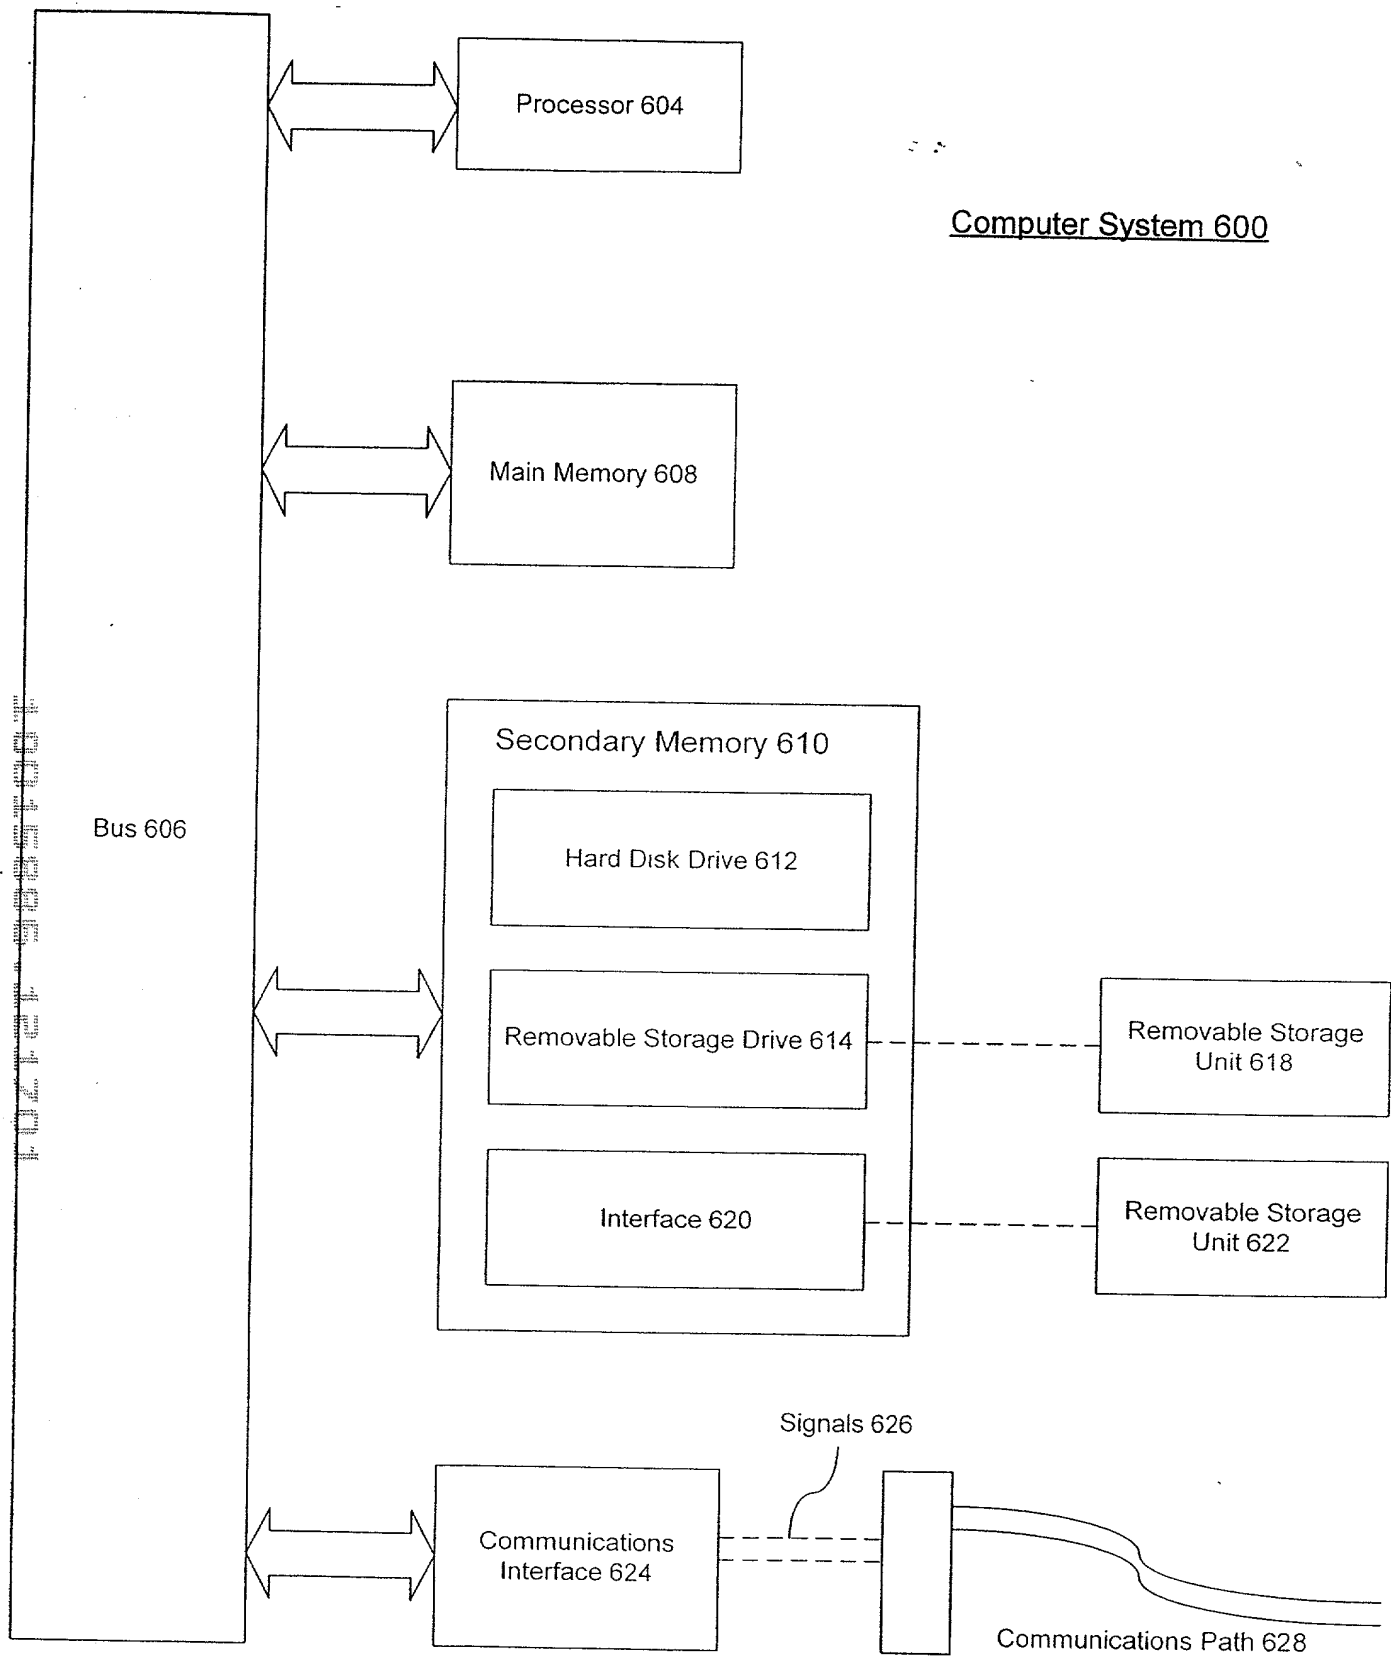 Processor 604
Computer System 600
Main Memory 608
Secondary Memory 610
Bus 606
Hard Disk Drive 612
Removable Storage Drive 614
Removable Storage
Unit 618
Interface 620
Removable Storage
Unit 622
Signals 626
Communications
Interface 624
Communications Path 628